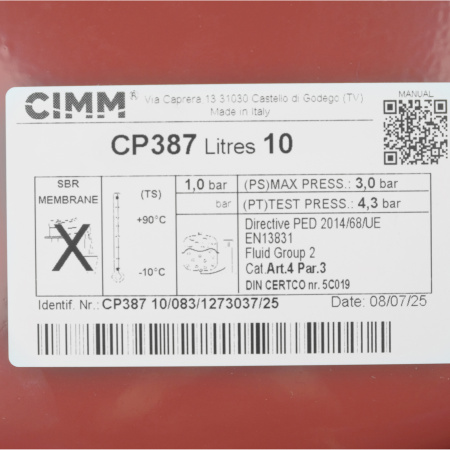 CIMM Via Caprera,13 31030 Castello di Godego (TV)
Made in Italy
MANUAL
CP387 Litres 10
SBR
MEMBRANE
X
(TS)
+90°C
-10°C
1,0 bar
bar
(PS)MAX PRESS.: 3,0 bar
(PT)TEST PRESS.: 4,3 bar
Directive PED 2014/68/UE
EN13831
Fluid Group 2
Cat.Art.4 Par.3
DIN CERTCO nr. 5C019
Identif. Nr.: CP387 10/083/1273037/25 Date: 08/07/25